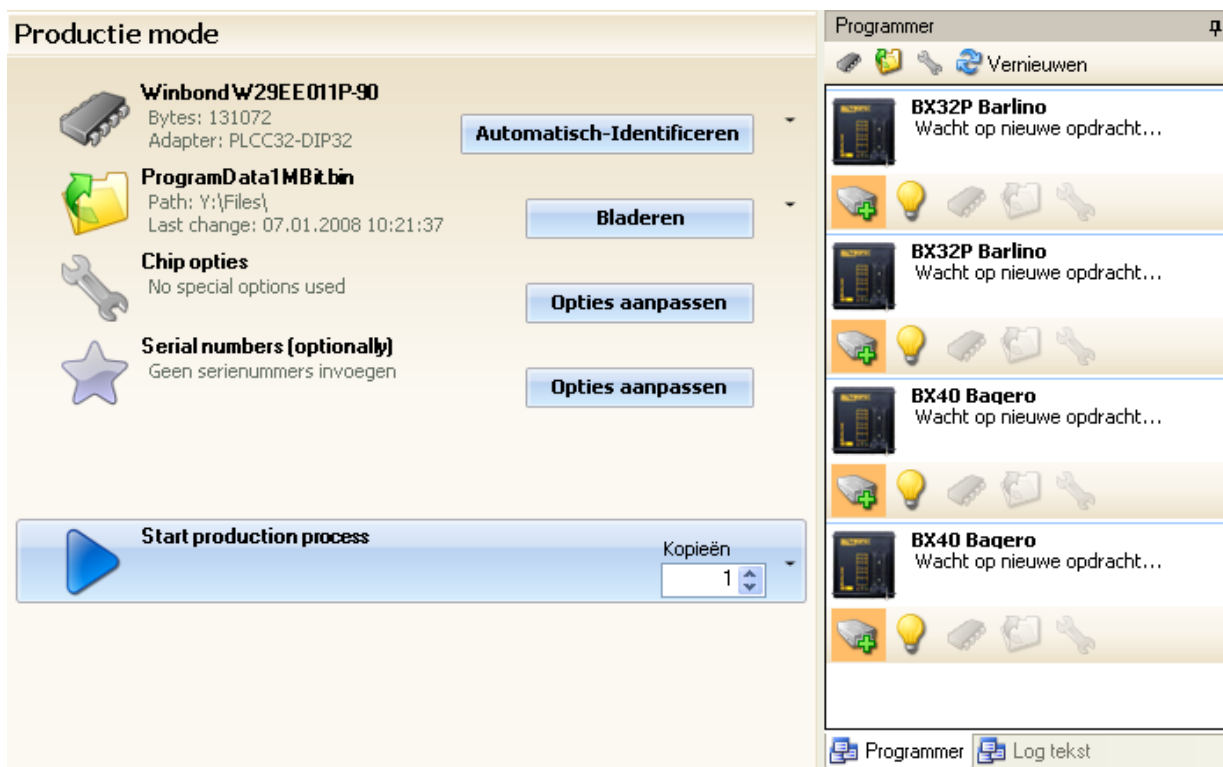 Productie mode
Winbond W29EE011P-90
Bytes: 131072
Adapter: PLCC32-DIP32
Automatisch-Identificeren
ProgramData1MBit.bin
Path: Y:\Files\
Last change: 07.01.2008 10:21:37
Bladeren
Chip opties
No special options used
Opties aanpassen
Serial numbers (optionally)
Geen serienummers invoegen
Opties aanpassen
Start production process
Kopieën
1
Programmer
Vernieuwen
BX32P Barlino
Wacht op nieuwe opdracht...
BX32P Barlino
Wacht op nieuwe opdracht...
BX40 Bagero
Wacht op nieuwe opdracht...
BX40 Bagero
Wacht op nieuwe opdracht...
Programmer
Log tekst